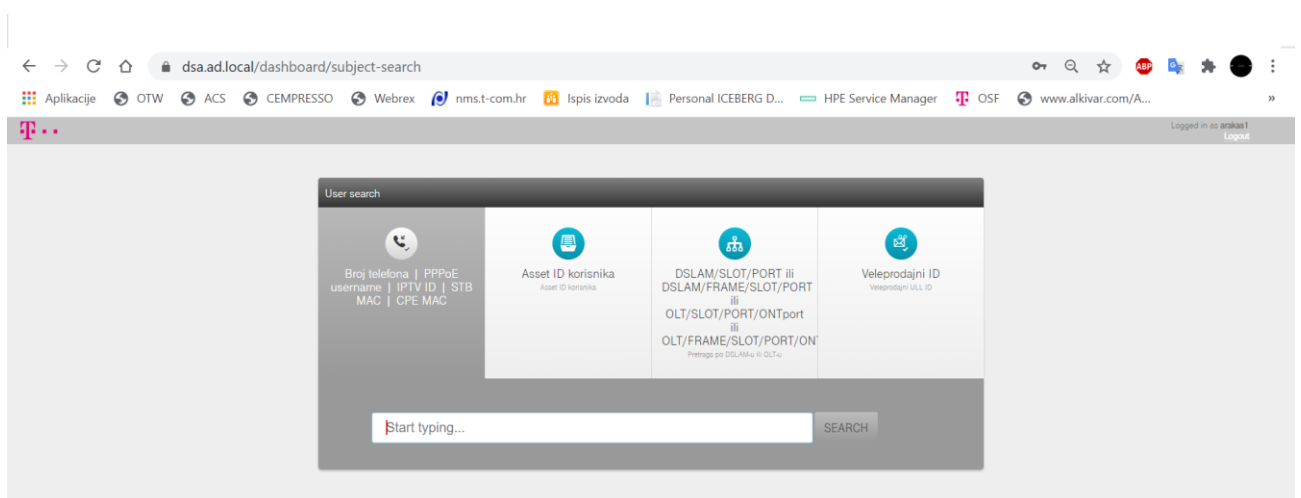 dsa.ad.local/dashboard/subject-search
ABP
Aplikacije OTW ACS CEMPRESSO Webrex nms.t-com.hr Ispis izvoda Personal ICEBERG D... HPE Service Manager OSF www.alkivar.com/A... »
T
Logged in as arakas1
Logout
User search
Broj telefona | PPPoE
username | IPTV ID | STB
MAC | CPE MAC
Asset ID korisnika
Asset ID korisnika
DSLAM/SLOT/PORT ili
DSLAM/FRAME/SLOT/PORT
ili
OLT/SLOT/PORT/ONTport
ili
OLT/FRAME/SLOT/PORT/ON
Pretraga po DSLAM-u ili OLT-u
Veleprodajni ID
Veleprodajni ULL ID
Start typing...
SEARCH